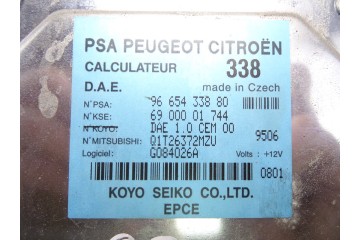 PSA PEUGEOT CITROËN
CALCULATEUR 338
D.A.E. made in Czech
N°PSA: 96 654 338 80
N°KSE: 69 000 01 744
N°KOYO: DAE 1.0 CEM 00
N°MITSUBISHI: Q1T26372MZU 9506
Logiciel: G084026A Volts : +12V
0801
KOYO SEIKO CO.,LTD.
EPCE